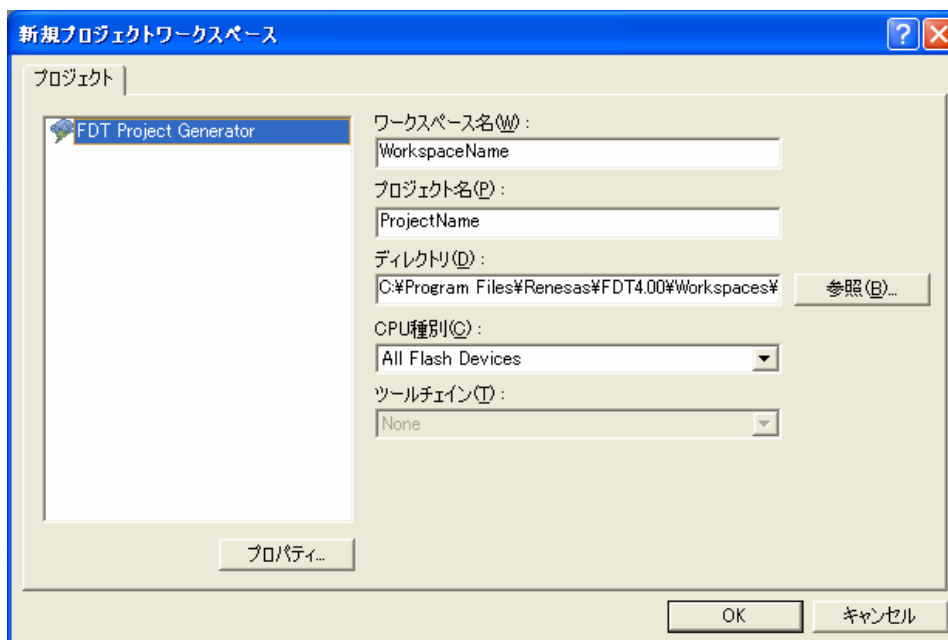 新規プロジェクトワークスペース
プロジェクト
FDT Project Generator
ワークスペース名(W) :
WorkspaceName
プロジェクト名(P) :
ProjectName
ディレクトリ(D) :
C:¥Program Files¥Renesas¥FDT4.00¥Workspaces¥
参照(B)...
CPU種別(C) :
All Flash Devices
ツールチェイン(T) :
None
プロパティ...
OK
キャンセル